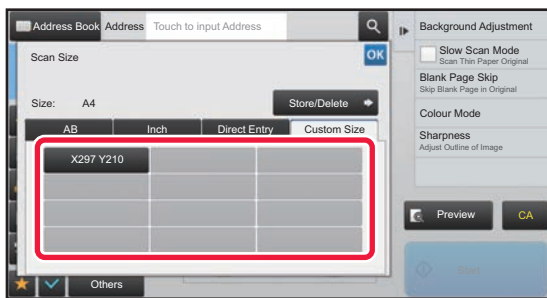 Address Book Address Touch to input Address
Scan Size
OK
Size: A4
Store/Delete
AB Inch Direct Entry Custom Size
X297 Y210
Others
Background Adjustment
Slow Scan Mode
Scan Thin Paper Original
Blank Page Skip
Skip Blank Page in Original
Colour Mode
Sharpness
Adjust Outline of Image
Preview
CA
Start